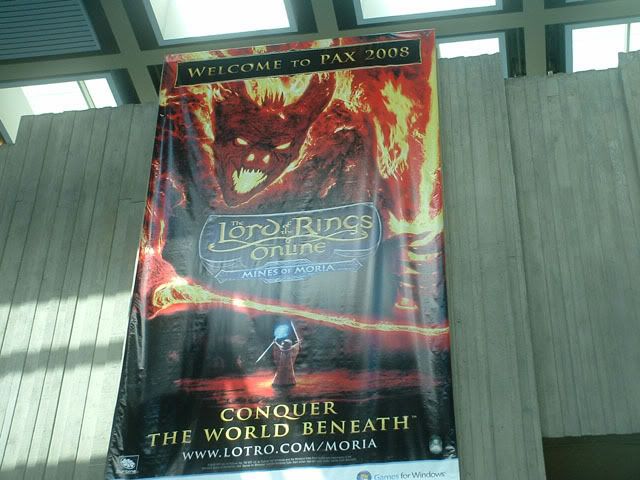 WELCOME TO PAX 2008
The
Lord of the Rings
Online
MINES OF MORIA
CONQUER
THE WORLD BENEATH™
WWW.LOTRO.COM/MORIA
Games for Windows